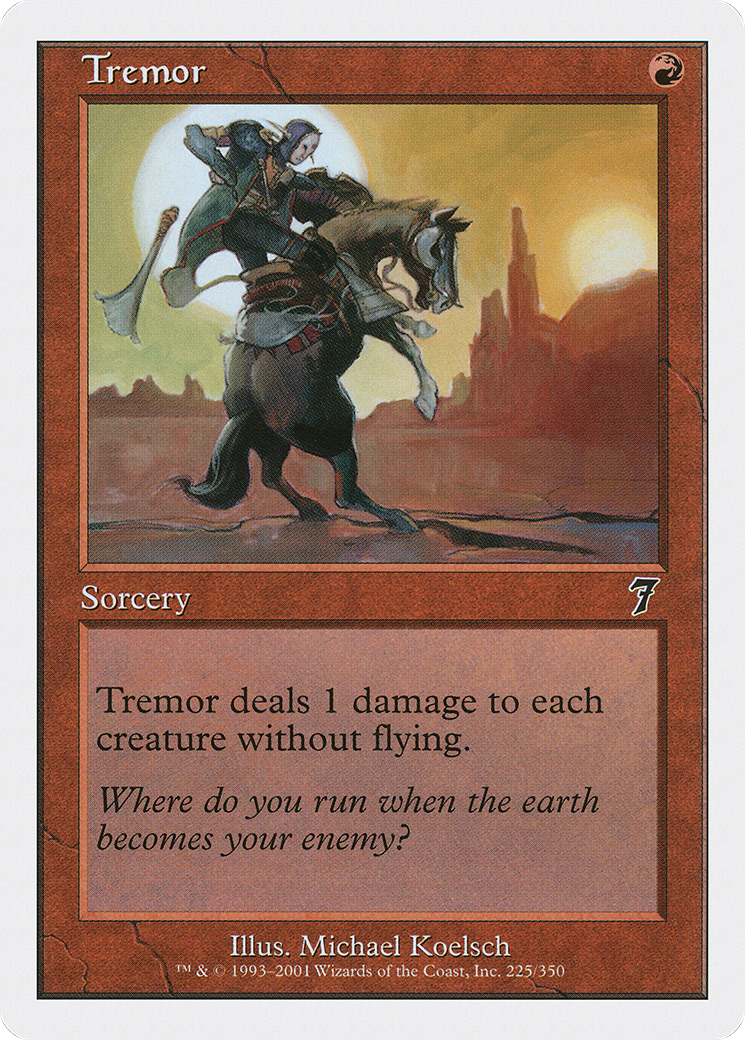 Tremor
Sorcery
7
Tremor deals 1 damage to each
creature without flying.
Where do you run when the earth
becomes your enemy?
Illus. Michael Koelsch
™ & © 1993–2001 Wizards of the Coast, Inc. 225/350